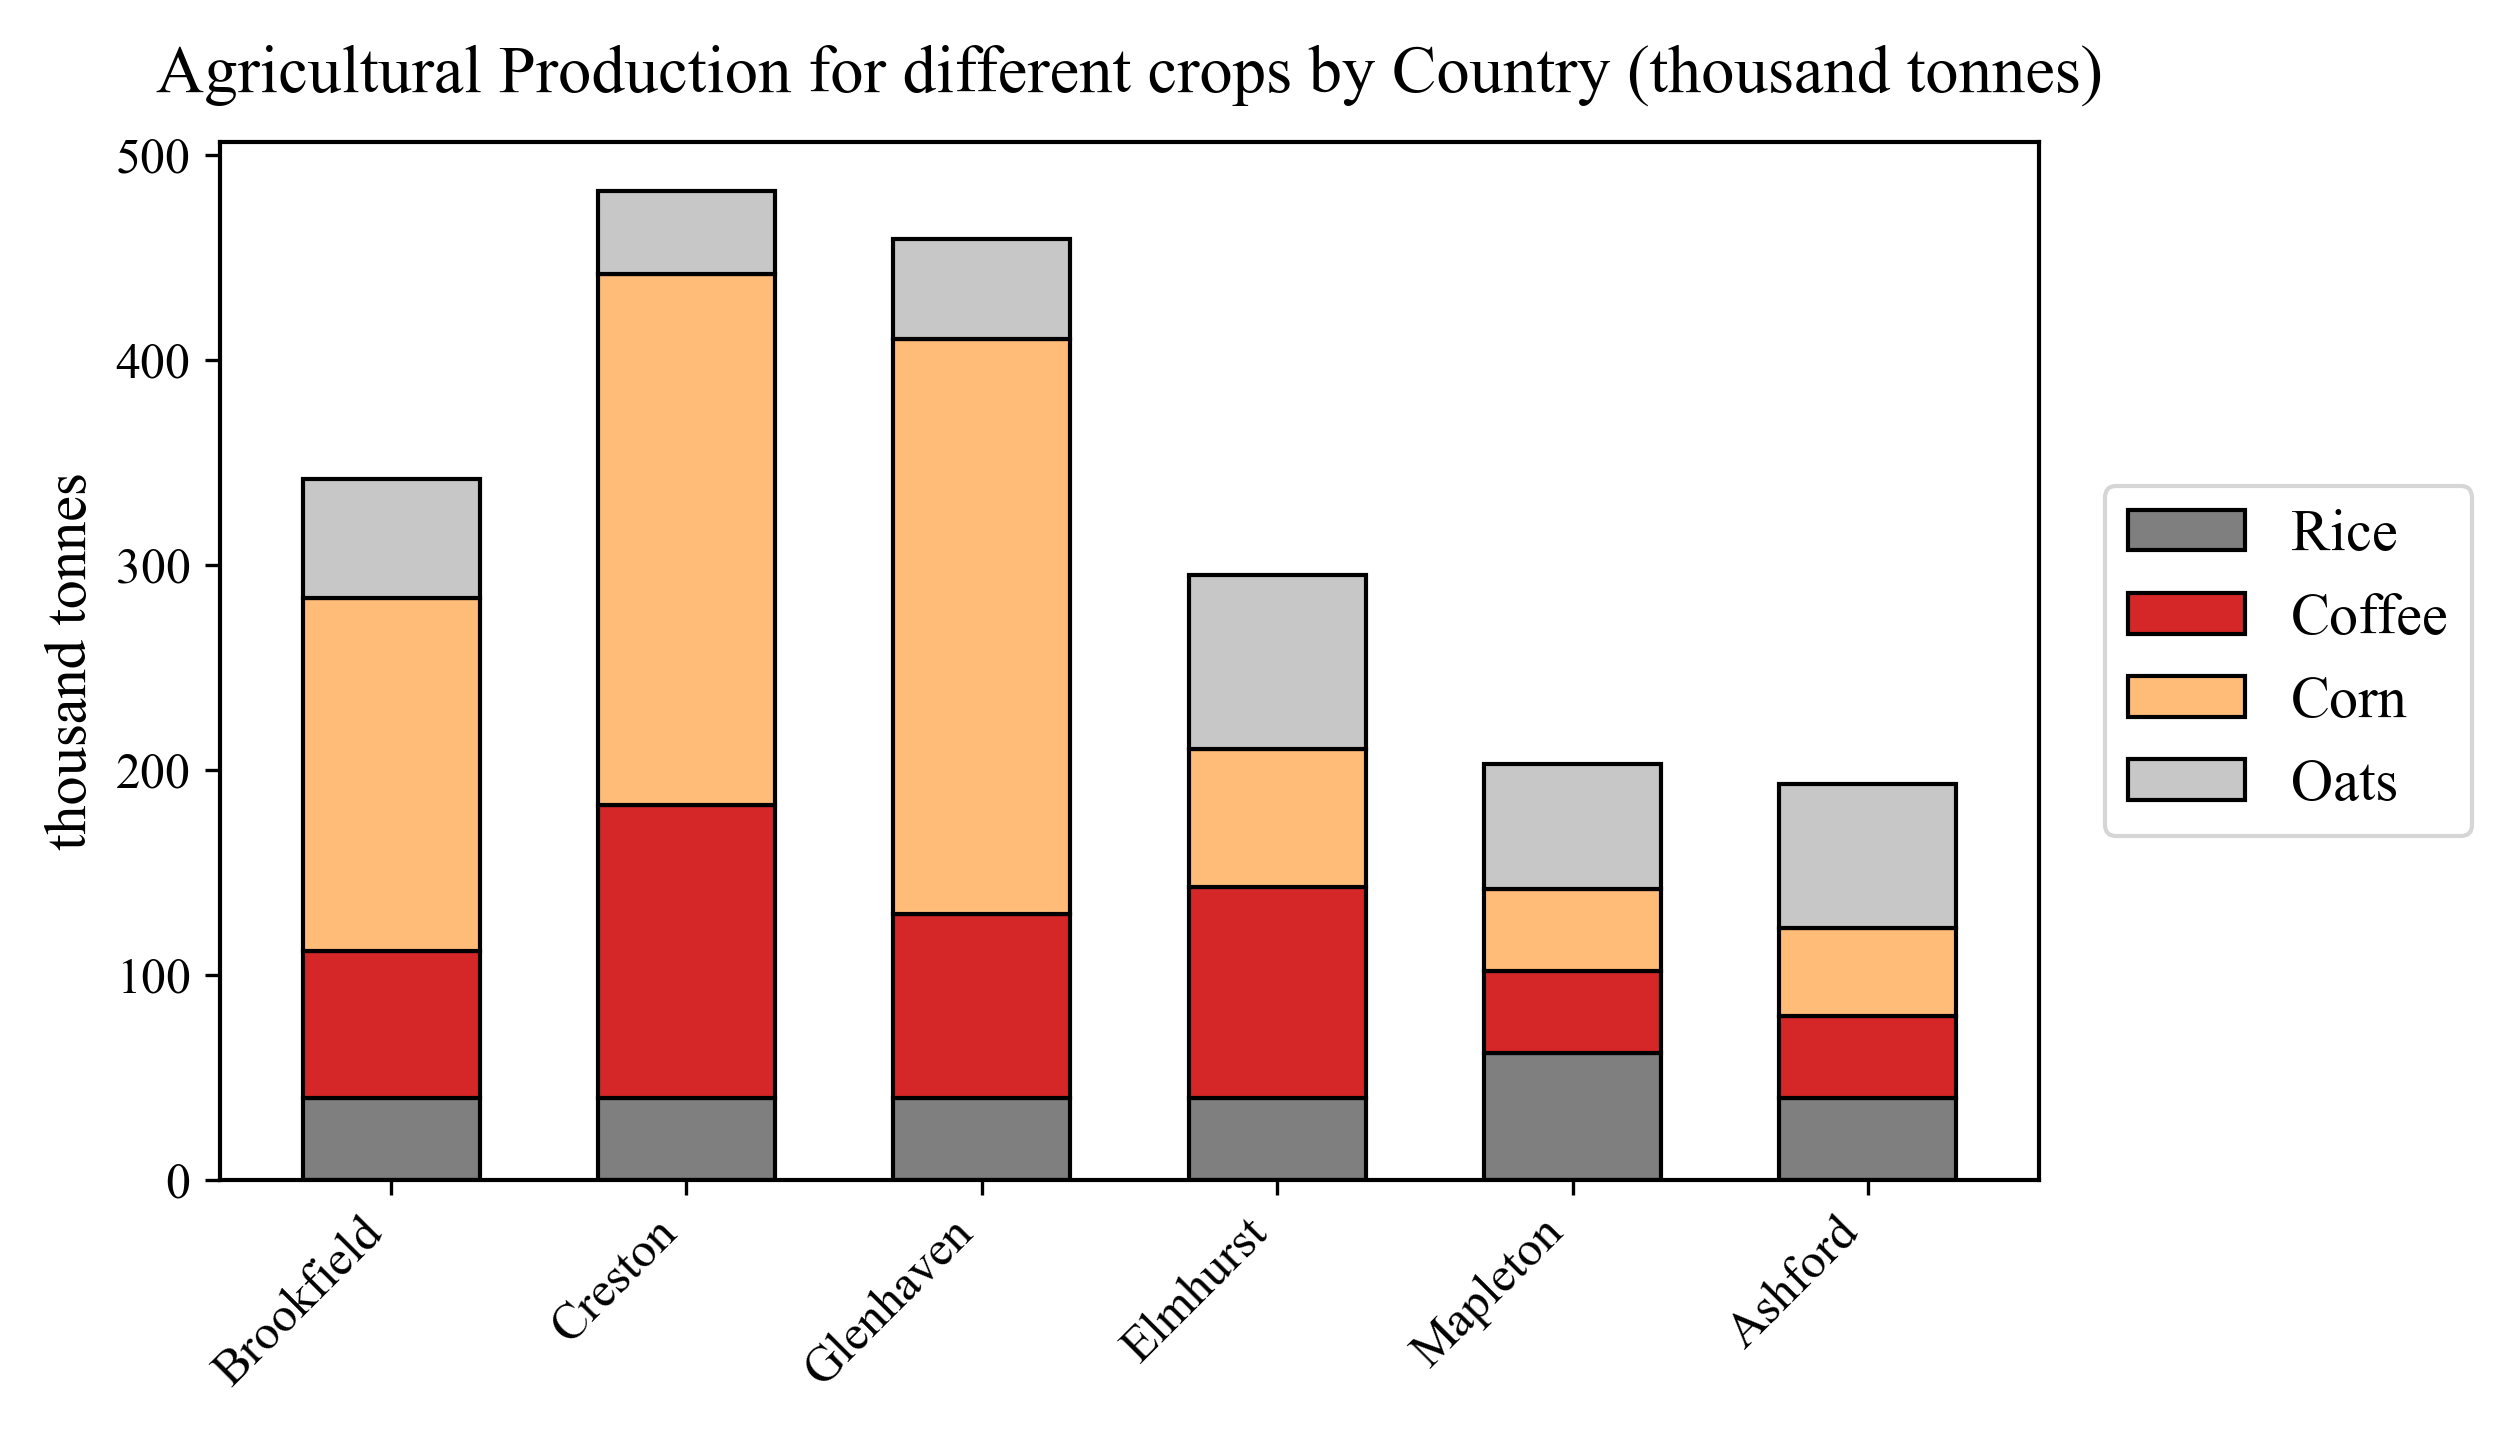 Agricultural Production for different crops by Country (thousand tonnes)
thousand tonnes
500
400
300
200
100
0
Brookfield
Creston
Glenhaven
Elmhurst
Mapleton
Ashford
Rice
Coffee
Corn
Oats